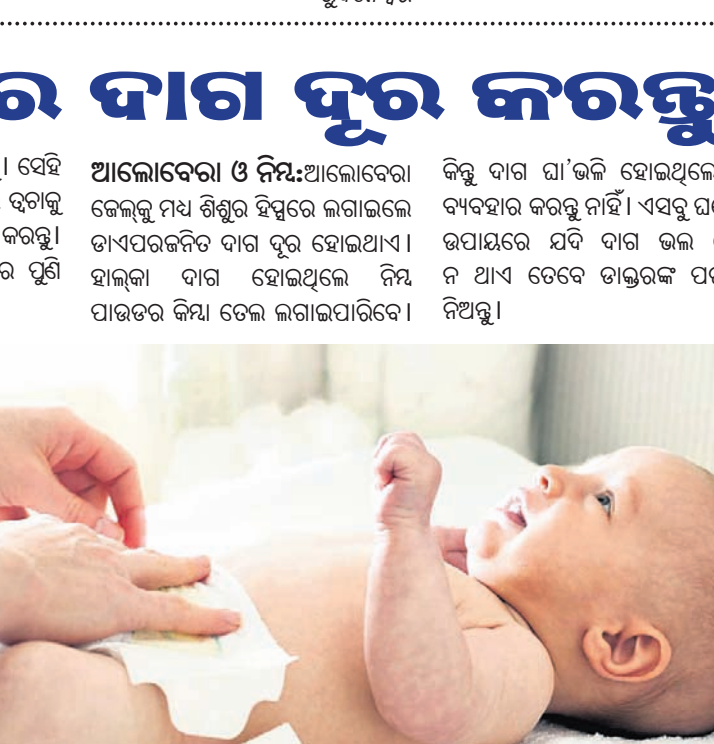 ର ଦାଗ ଦୂର କରନ୍ତୁ
ସେହି
ତ୍ୱଚାକୁ
କରନ୍ତୁ।
ର ପୁଣି
ଆଲୋବେରା ଓ ନିମ୍ବ:ଆଲୋବେରା
ଜେଲ୍‌କୁ ମଧ୍ୟ ଶିଶୁର ହିପ୍ସରେ ଲଗାଇଲେ
ଡାଏପରଜନିତ ଦାଗ ଦୂର ହୋଇଥାଏ।
ହାଲ୍‌କା ଦାଗ ହୋଇଥିଲେ ନିମ୍ବ
ପାଉଡର କିମ୍ବା ତେଲ ଲଗାଇପାରିବେ।
କିନ୍ତୁ ଦାଗ ଘା'ଭଳି ହୋଇଥିଲେ
ବ୍ୟବହାର କରନ୍ତୁ ନାହିଁ। ଏସବୁ
ଉପାୟରେ ଯଦି ଦାଗ ଭଲ
ନ ଥାଏ ତେବେ ଡାକ୍ତରଙ୍କ
ନିଅନ୍ତୁ।